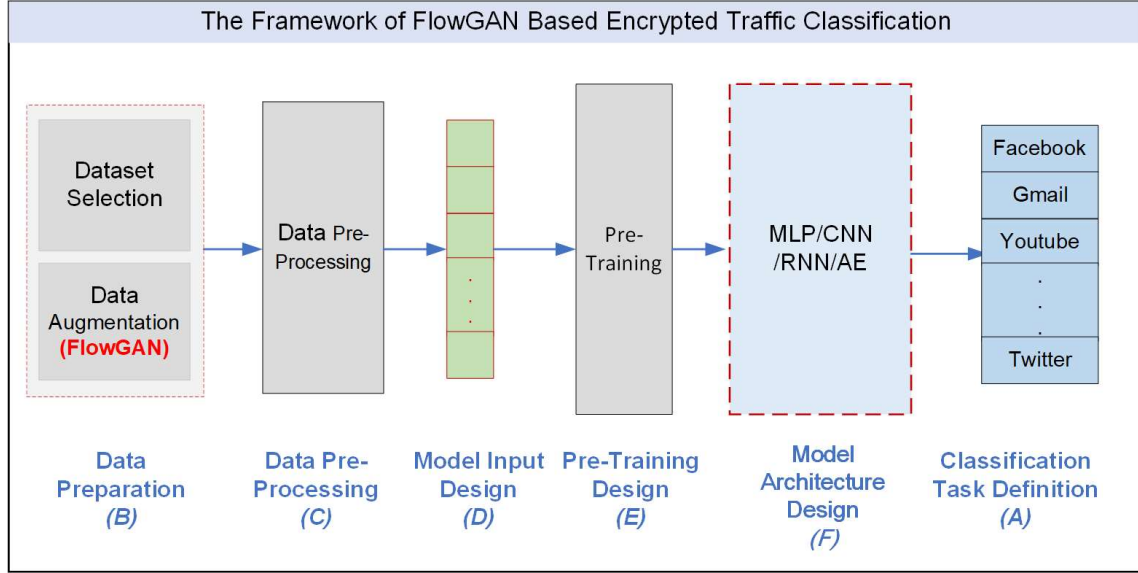 The Framework of FlowGAN Based Encrypted Traffic Classification
Dataset
Selection
Data
Augmentation
(FlowGAN)
Data Pre-
Processing
.
.
.
Pre-
Training
MLP/CNN
/RNN/AE
Facebook
Gmail
Youtube
.
.
.
Twitter
Data
Preparation
(B)
Data Pre-
Processing
(C)
Model Input
Design
(D)
Pre-Training
Design
(E)
Model
Architecture
Design
(F)
Classification
Task Definition
(A)